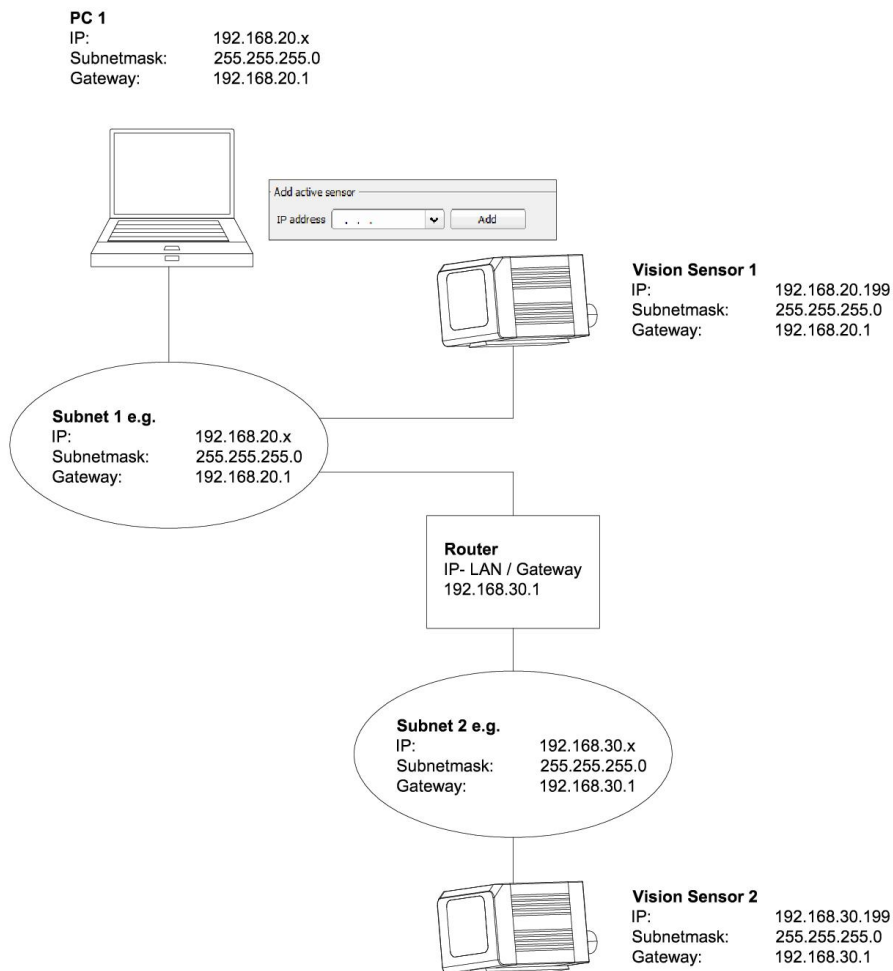 PC 1
IP: 192.168.20.x
Subnetmask: 255.255.255.0
Gateway: 192.168.20.1
Add active sensor
IP address . . . Add
Vision Sensor 1
IP: 192.168.20.199
Subnetmask: 255.255.255.0
Gateway: 192.168.20.1
Subnet 1 e.g.
IP: 192.168.20.x
Subnetmask: 255.255.255.0
Gateway: 192.168.20.1
Router
IP- LAN / Gateway
192.168.30.1
Subnet 2 e.g.
IP: 192.168.30.x
Subnetmask: 255.255.255.0
Gateway: 192.168.30.1
Vision Sensor 2
IP: 192.168.30.199
Subnetmask: 255.255.255.0
Gateway: 192.168.30.1